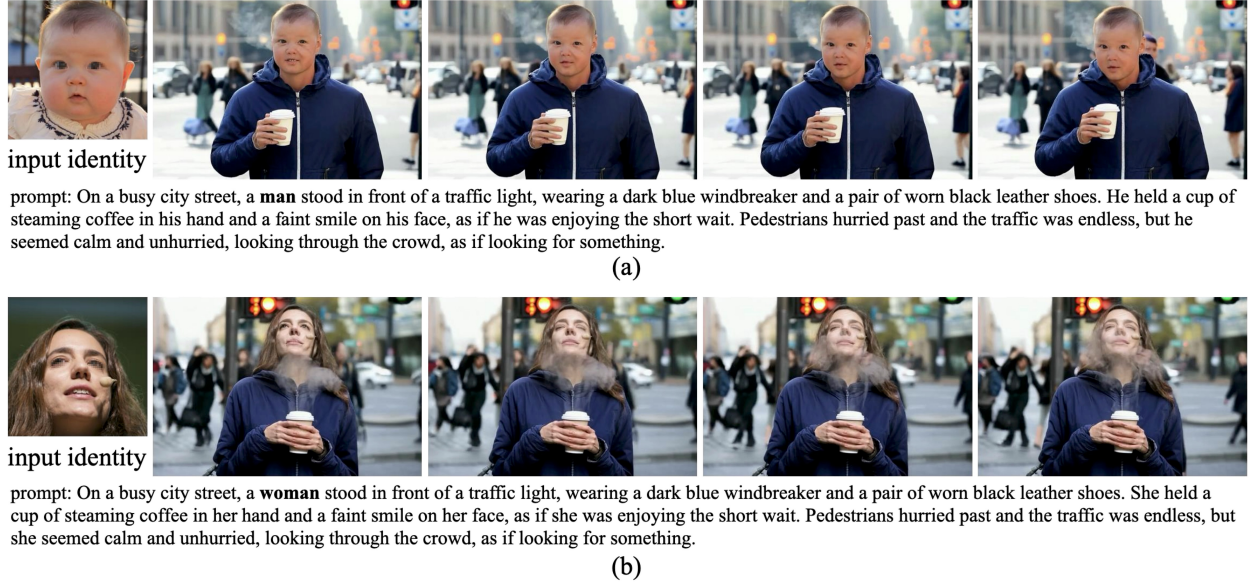 input identity
prompt: On a busy city street, a man stood in front of a traffic light, wearing a dark blue windbreaker and a pair of worn black leather shoes. He held a cup of
steaming coffee in his hand and a faint smile on his face, as if he was enjoying the short wait. Pedestrians hurried past and the traffic was endless, but he
seemed calm and unhurried, looking through the crowd, as if looking for something.
(a)
input identity
prompt: On a busy city street, a woman stood in front of a traffic light, wearing a dark blue windbreaker and a pair of worn black leather shoes. She held a
cup of steaming coffee in her hand and a faint smile on her face, as if she was enjoying the short wait. Pedestrians hurried past and the traffic was endless, but
she seemed calm and unhurried, looking through the crowd, as if looking for something.
(b)